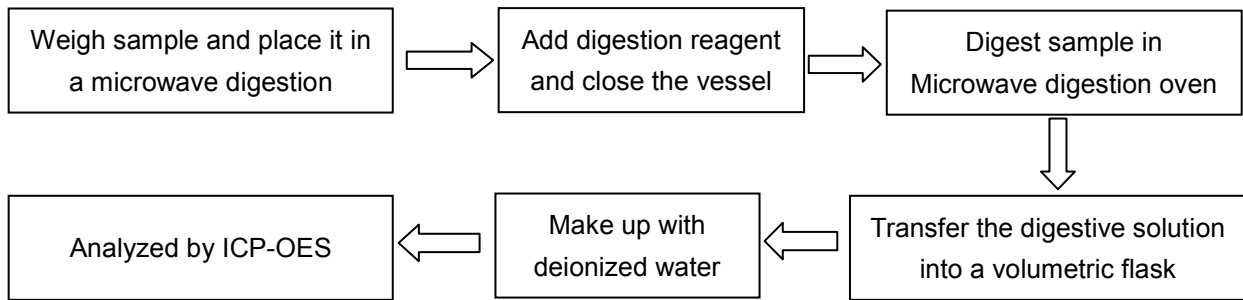 Weigh sample and place it in
a microwave digestion
Add digestion reagent
and close the vessel
Digest sample in
Microwave digestion oven
Transfer the digestive solution
into a volumetric flask
Make up with
deionized water
Analyzed by ICP-OES